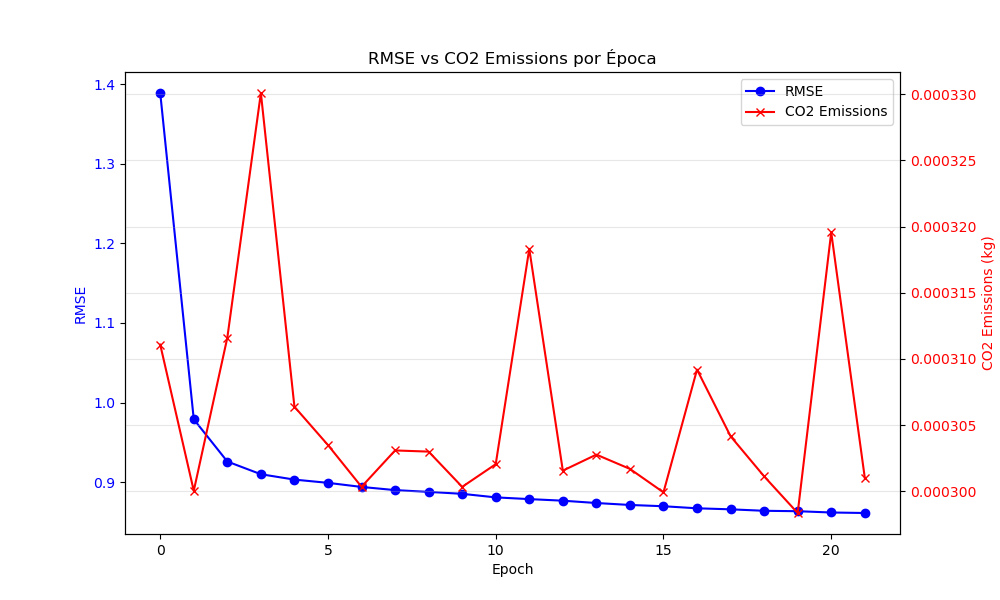 RMSE vs CO2 Emissions por Época
RMSE
CO2 Emissions
1.4
1.3
1.2
1.1
1.0
0.9
RMSE
0.000330
0.000325
0.000320
0.000315
0.000310
0.000305
0.000300
CO2 Emissions (kg)
0 5 10 15 20
Epoch